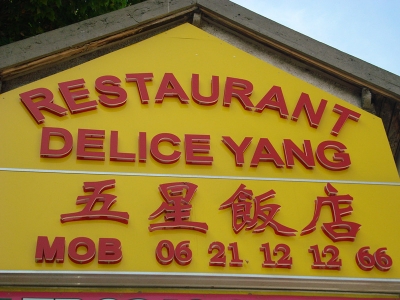 RESTAURANT
DELICE YANG
五星飯店
MOB 06 21 12 12 66